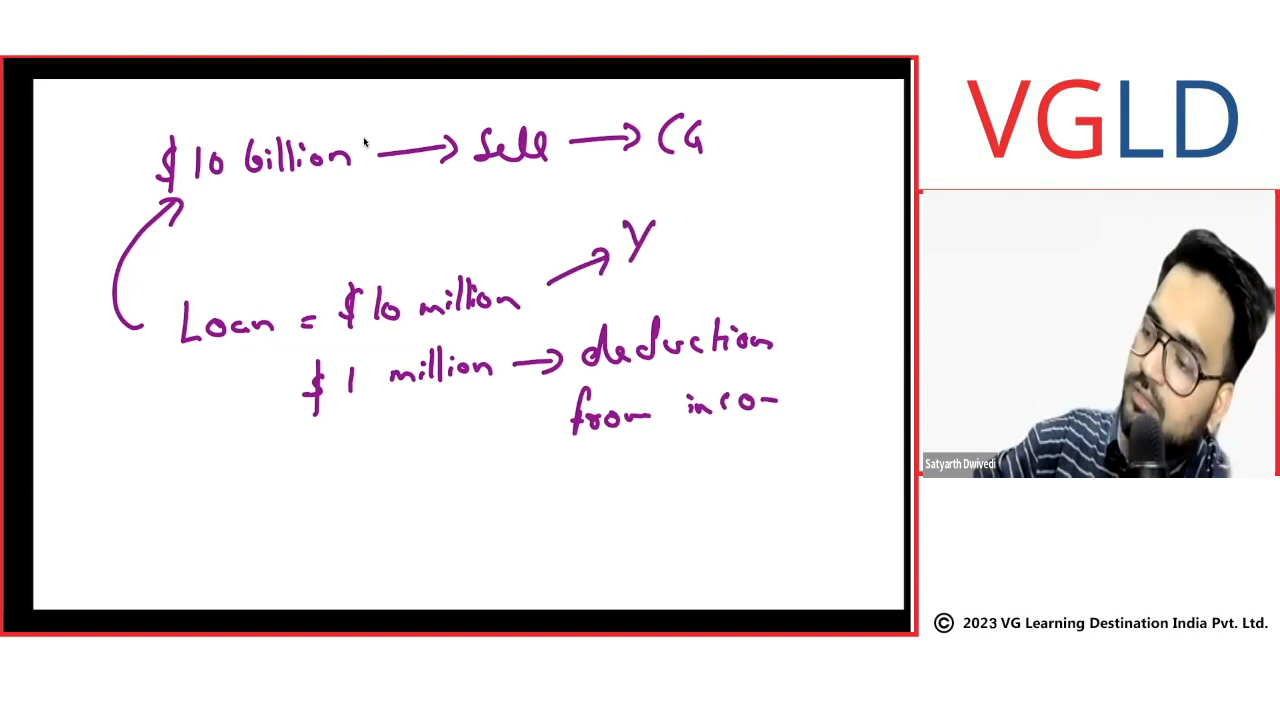 $ 10 billion → Sell → CG
Y
Loan = $ 10 million →
$ 1 million → deduction
from inco-
VGLD
Satyarth Dwivedi
© 2023 VG Learning Destination India Pvt. Ltd.